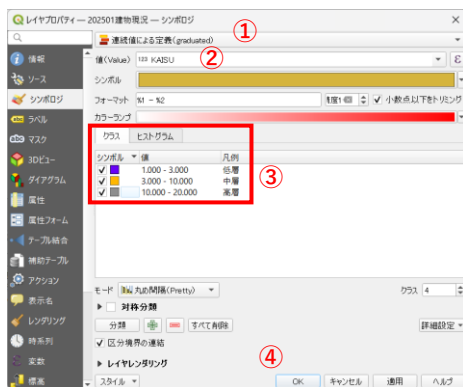 レイヤプロパティ — 202501建物現況 — シンボロジ
①
連続値による定義(graduated)
情報
値(Value)
123 KAISU
②
ε
ソース
シンボル
シンボロジ
フォーマット
%1 - %2
精度1
小数点以下をトリミング
ラベル
カラーランプ
マスク
クラス
ヒストグラム
3Dビュー
シンボル
値
凡例
1.000 - 3.000
低層
3.000 - 10.000
中層
10.000 - 20.000
高層
③
ダイアグラム
属性
属性フォーム
テーブル結合
補助テーブル
アクション
モード
丸め間隔(Pretty)
クラス
4
表示名
対称分類
レンダリング
分類
すべて削除
詳細設定
時系列
区分境界の連結
変数
レイヤレンダリング
④
標高
スタイル
OK
キャンセル
適用
ヘルプ